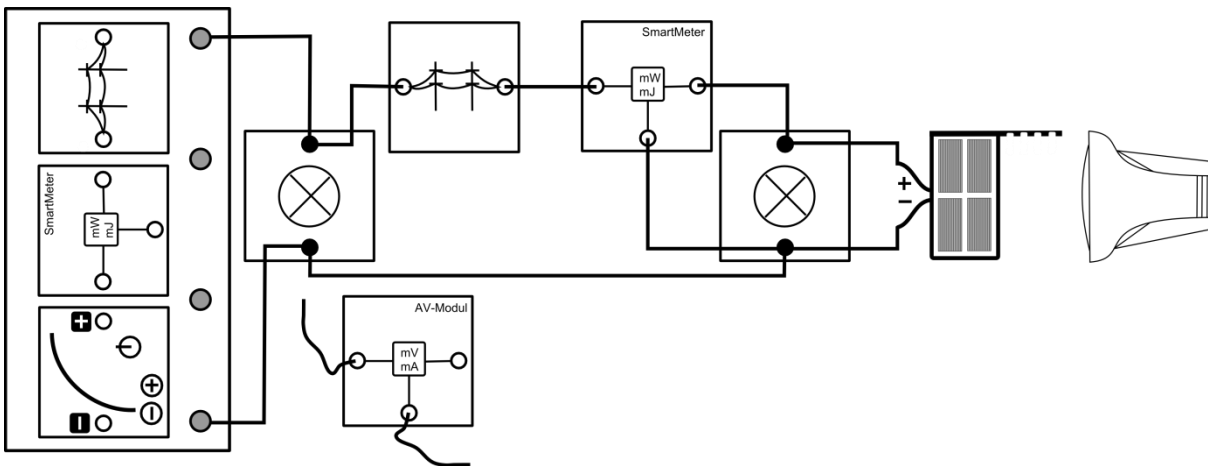 SmartMeter
mW
mJ
SmartMeter
mW
mJ
+
−
AV-Modul
mV
mA